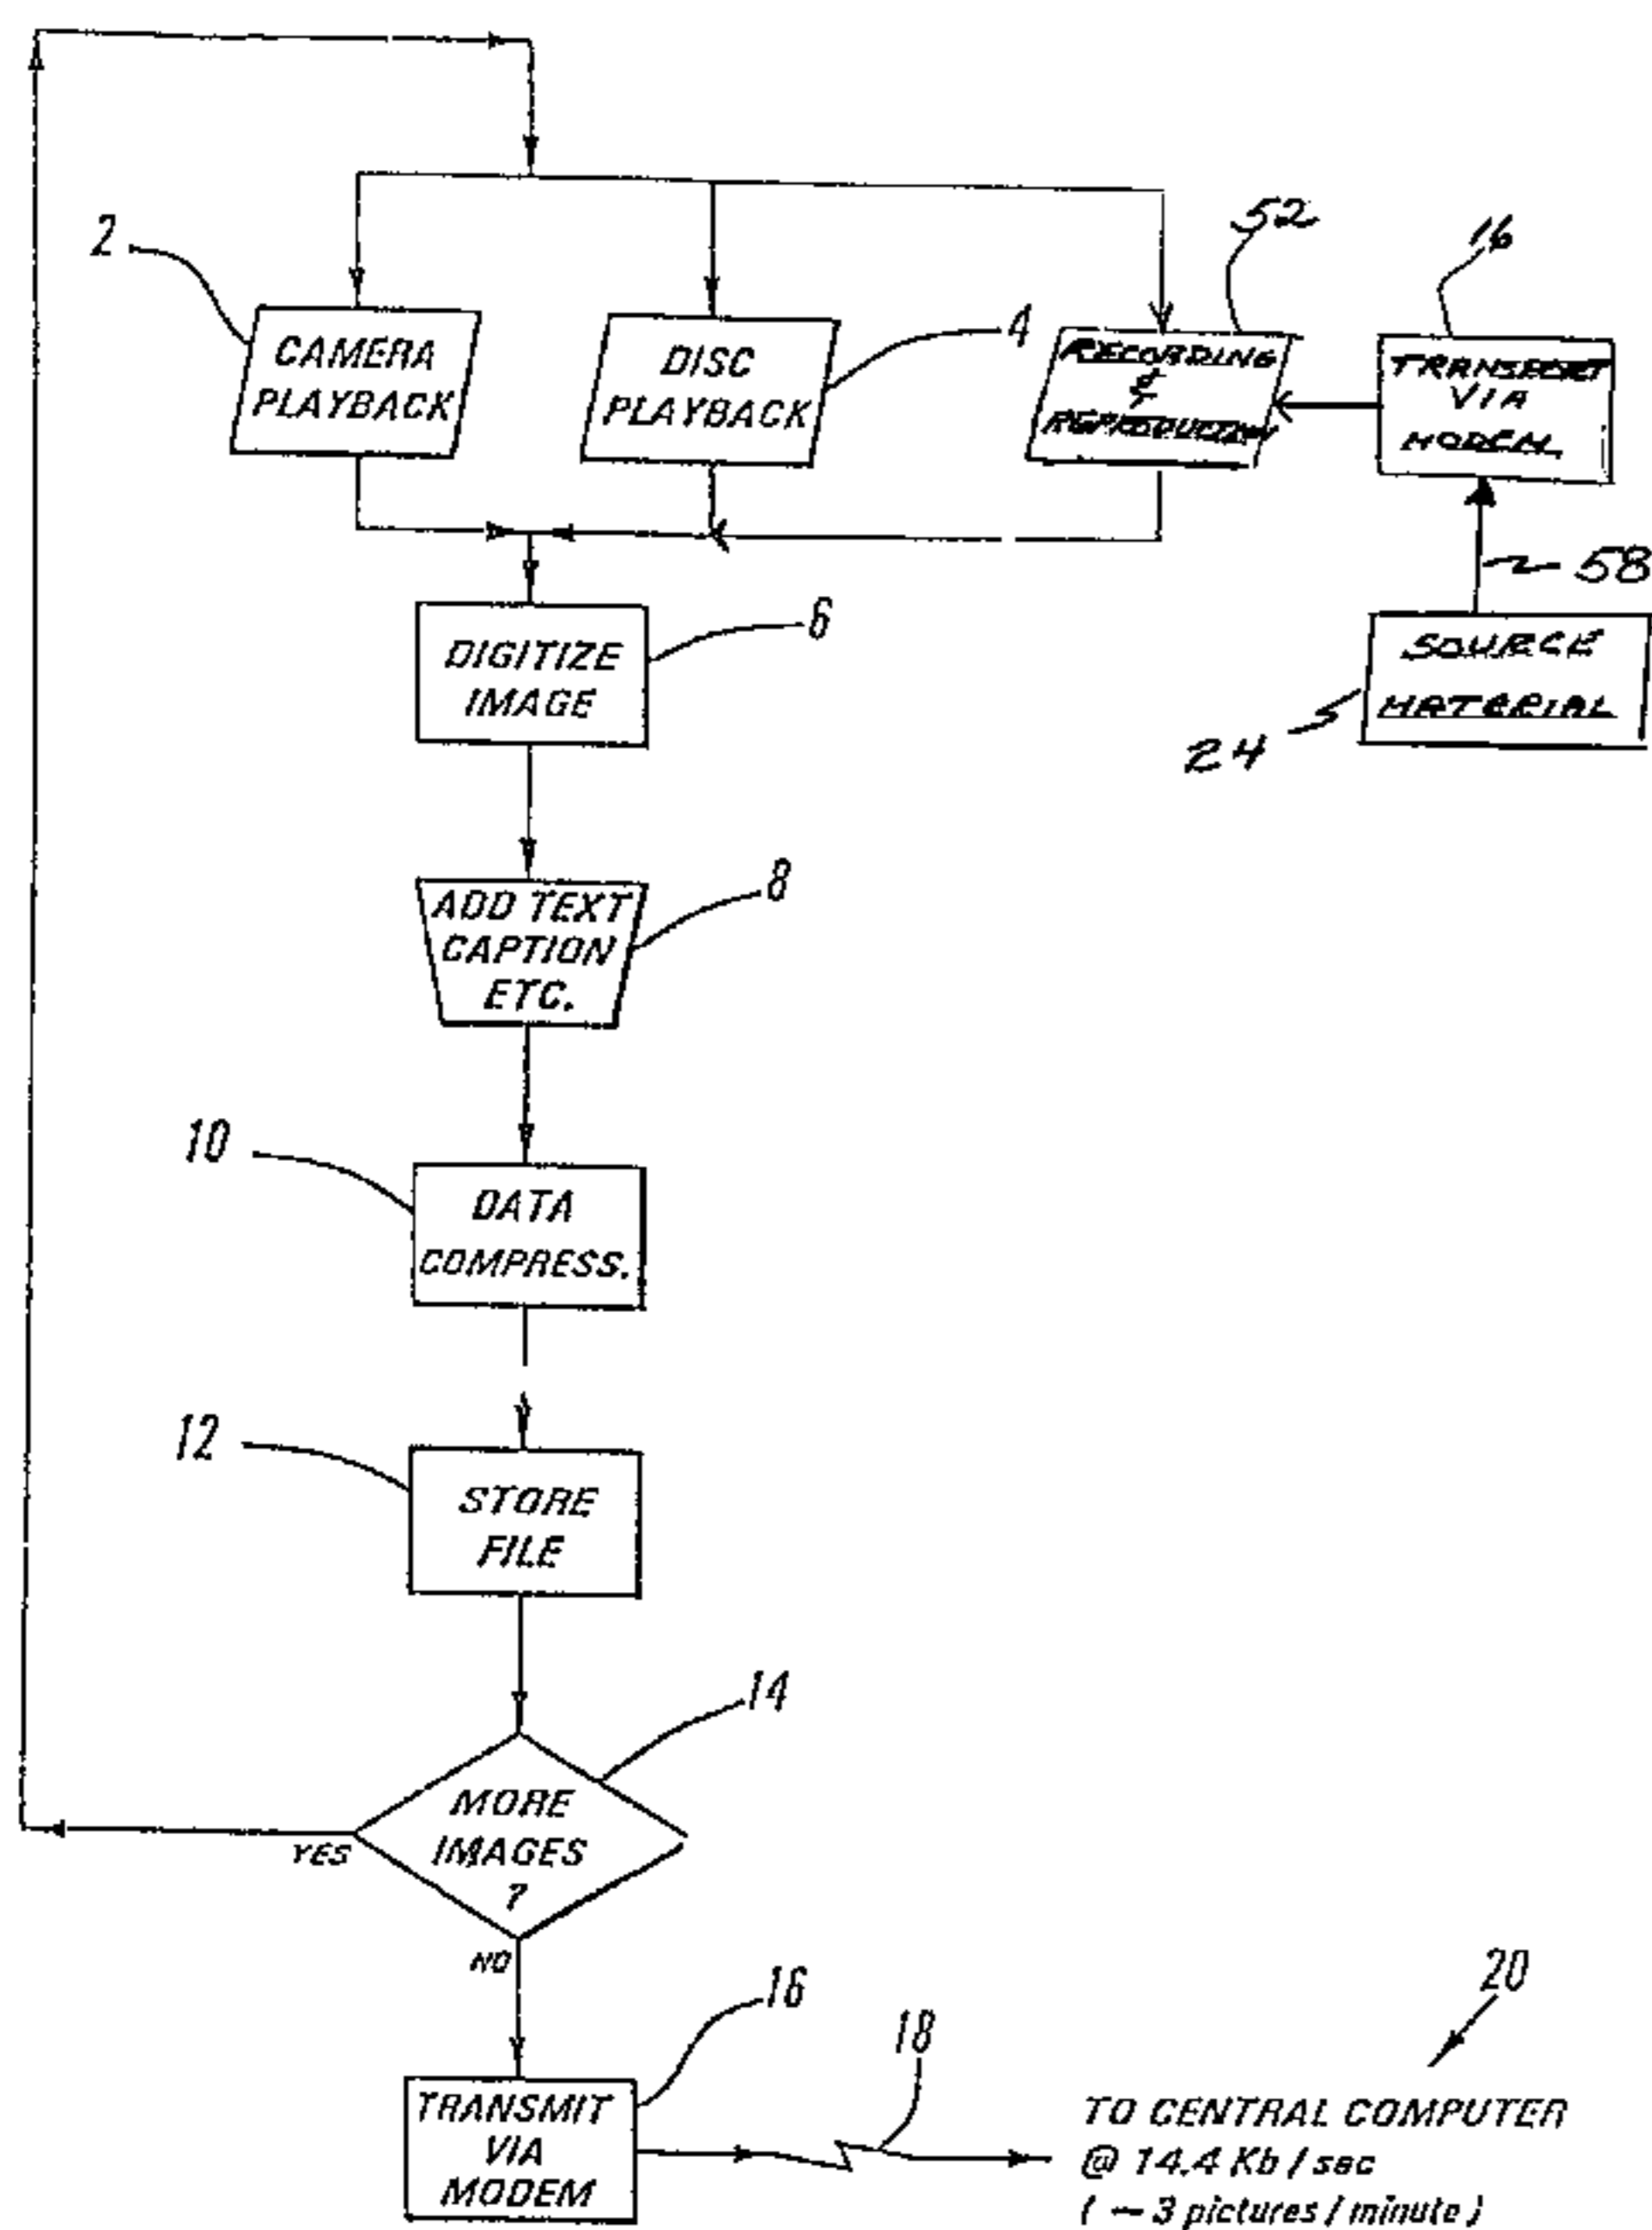 2
CAMERA
PLAYBACK
DISC
PLAYBACK
4
52
RECORDING
&
REPRODUCTION
16
TRANSPORT
VIA
MODEM
58
SOURCE
MATERIAL
24
DIGITIZE
IMAGE
6
ADD TEXT
CAPTION
ETC.
8
10
DATA
COMPRESS.
12
STORE
FILE
14
MORE
IMAGES
?
YES
NO
16
TRANSMIT
VIA
MODEM
18
20
TO CENTRAL COMPUTER
@ 14.4 Kb / sec
( ~ 3 pictures / minute )